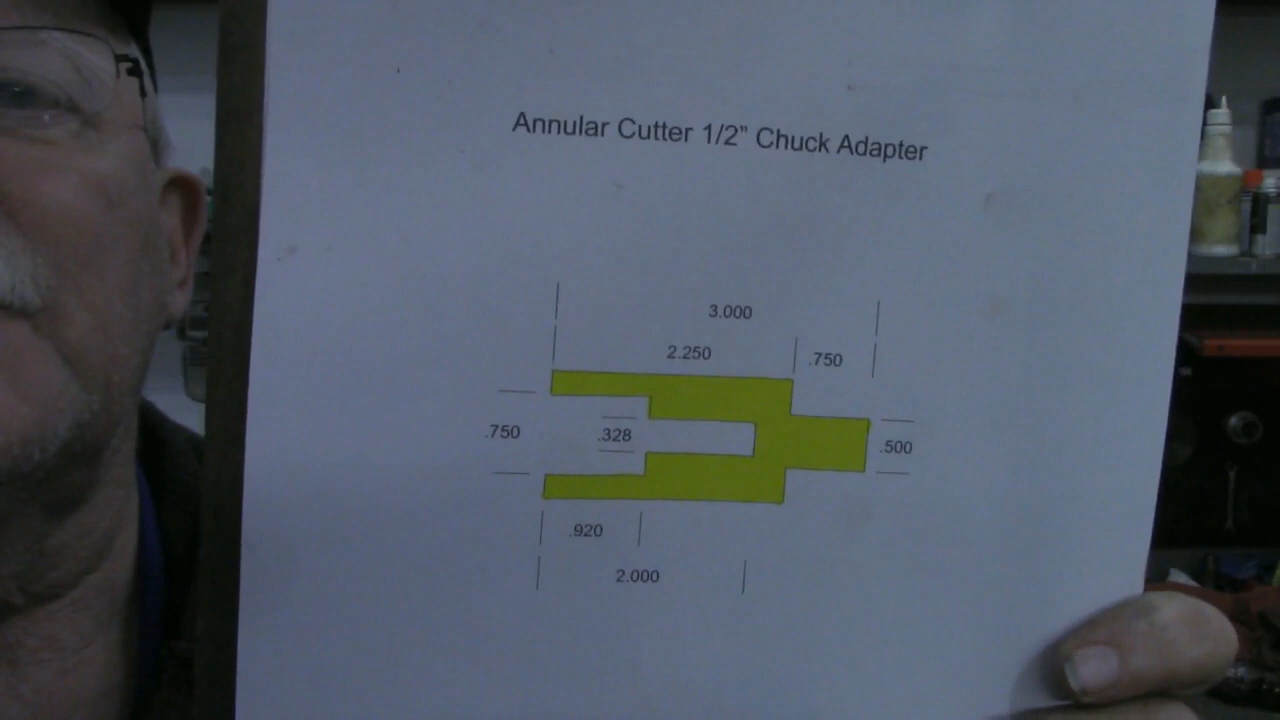 Annular Cutter 1/2” Chuck Adapter
3.000
2.250 .750
.750 .328 .500
.920
2.000